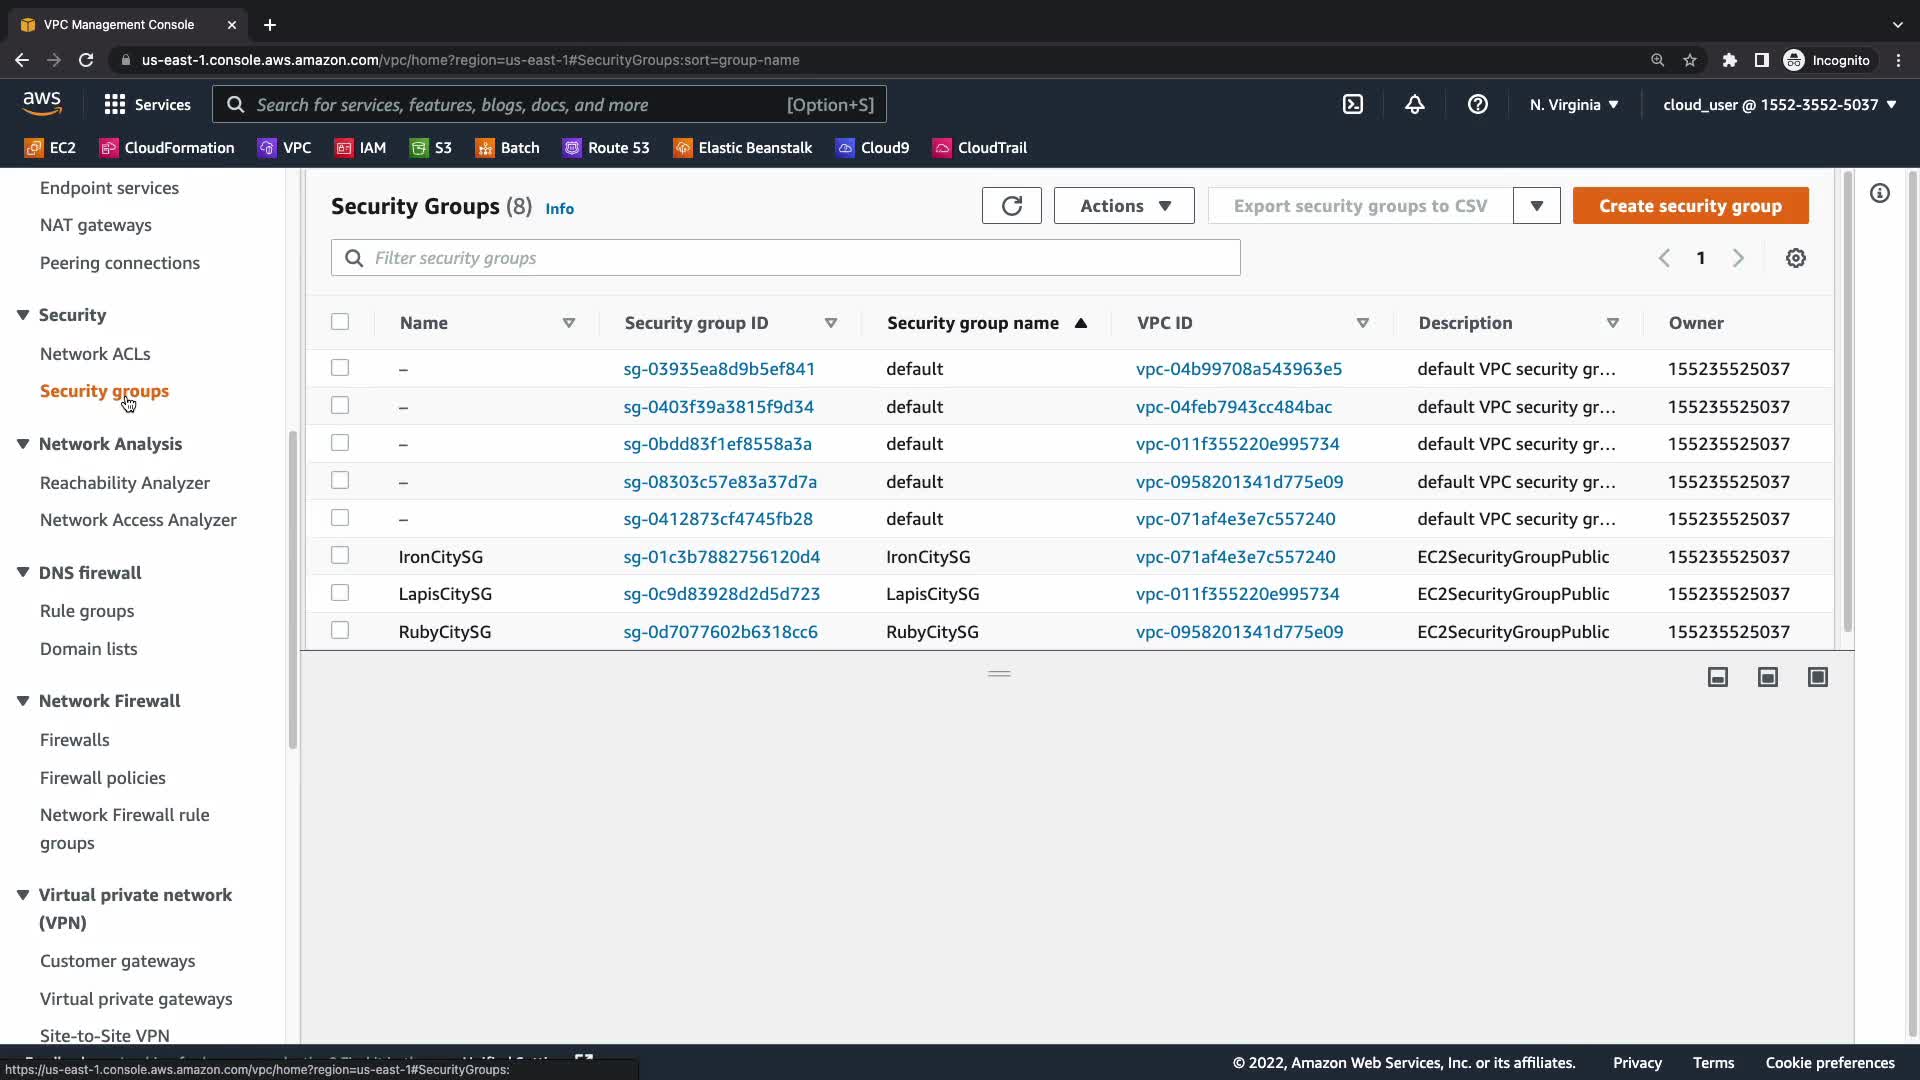 VPC Management Console
us-east-1.console.aws.amazon.com/vpc/home?region=us-east-1#SecurityGroups:sort=group-name
Incognito
aws
Services
Search for services, features, blogs, docs, and more
[Option+S]
N. Virginia
cloud_user @ 1552-3552-5037
EC2
CloudFormation
VPC
IAM
S3
Batch
Route 53
Elastic Beanstalk
Cloud9
CloudTrail
Endpoint services
NAT gateways
Peering connections
Security
Network ACLs
Security groups
Network Analysis
Reachability Analyzer
Network Access Analyzer
DNS firewall
Rule groups
Domain lists
Network Firewall
Firewalls
Firewall policies
Network Firewall rule
groups
Virtual private network
(VPN)
Customer gateways
Virtual private gateways
Site-to-Site VPN
Security Groups (8) Info
Actions
Export security groups to CSV
Create security group
Filter security groups
1
Name Security group ID Security group name VPC ID Description Owner
– sg-03935ea8d9b5ef841 default vpc-04b99708a543963e5 default VPC security gr... 155235525037
– sg-0403f39a3815f9d34 default vpc-04feb7943cc484bac default VPC security gr... 155235525037
– sg-0bdd83f1ef8558a3a default vpc-011f355220e995734 default VPC security gr... 155235525037
– sg-08303c57e83a37d7a default vpc-0958201341d775e09 default VPC security gr... 155235525037
– sg-0412873cf4745fb28 default vpc-071af4e3e7c557240 default VPC security gr... 155235525037
IronCitySG sg-01c3b7882756120d4 IronCitySG vpc-071af4e3e7c557240 EC2SecurityGroupPublic 155235525037
LapisCitySG sg-0c9d83928d2d5d723 LapisCitySG vpc-011f355220e995734 EC2SecurityGroupPublic 155235525037
RubyCitySG sg-0d7077602b6318cc6 RubyCitySG vpc-0958201341d775e09 EC2SecurityGroupPublic 155235525037
© 2022, Amazon Web Services, Inc. or its affiliates.
Privacy
Terms
Cookie preferences
https://us-east-1.console.aws.amazon.com/vpc/home?region=us-east-1#SecurityGroups: